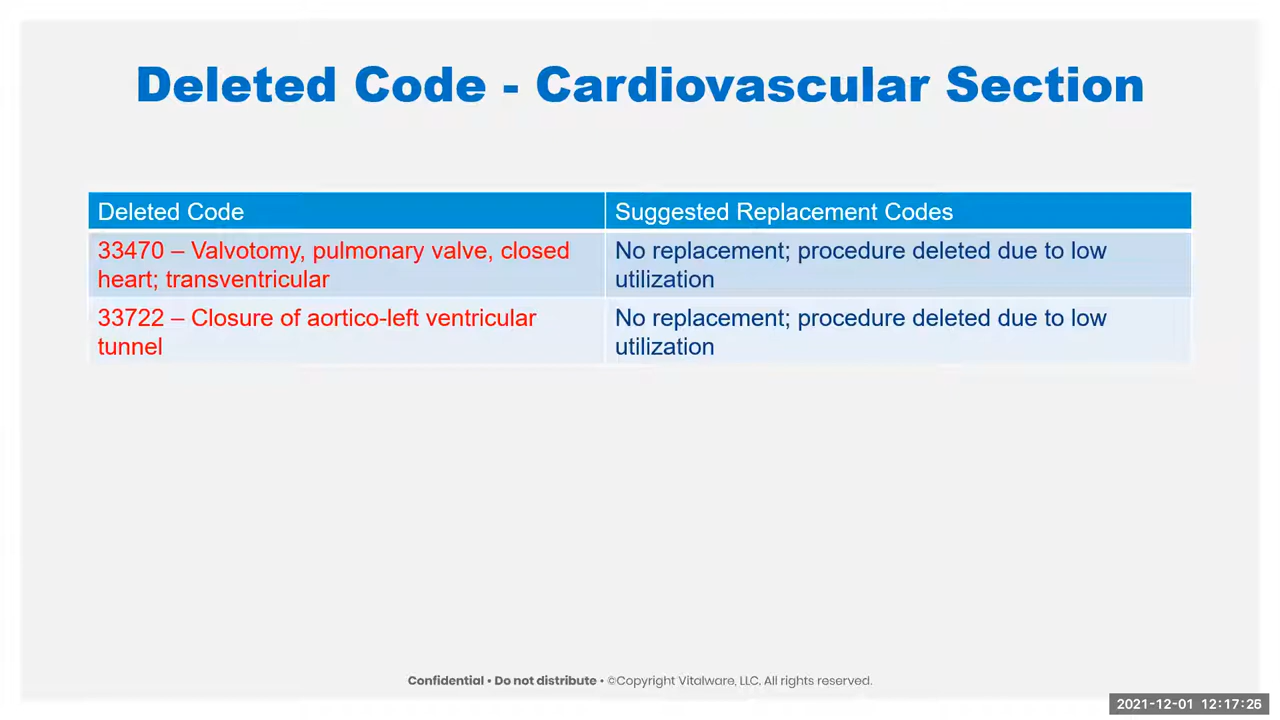 Deleted Code - Cardiovascular Section
Deleted Code
Suggested Replacement Codes
33470 – Valvotomy, pulmonary valve, closed
heart; transventricular
No replacement; procedure deleted due to low
utilization
33722 – Closure of aortico-left ventricular
tunnel
No replacement; procedure deleted due to low
utilization
Confidential • Do not distribute • ©Copyright Vitalware, LLC. All rights reserved.
2021-12-01 12:17:26